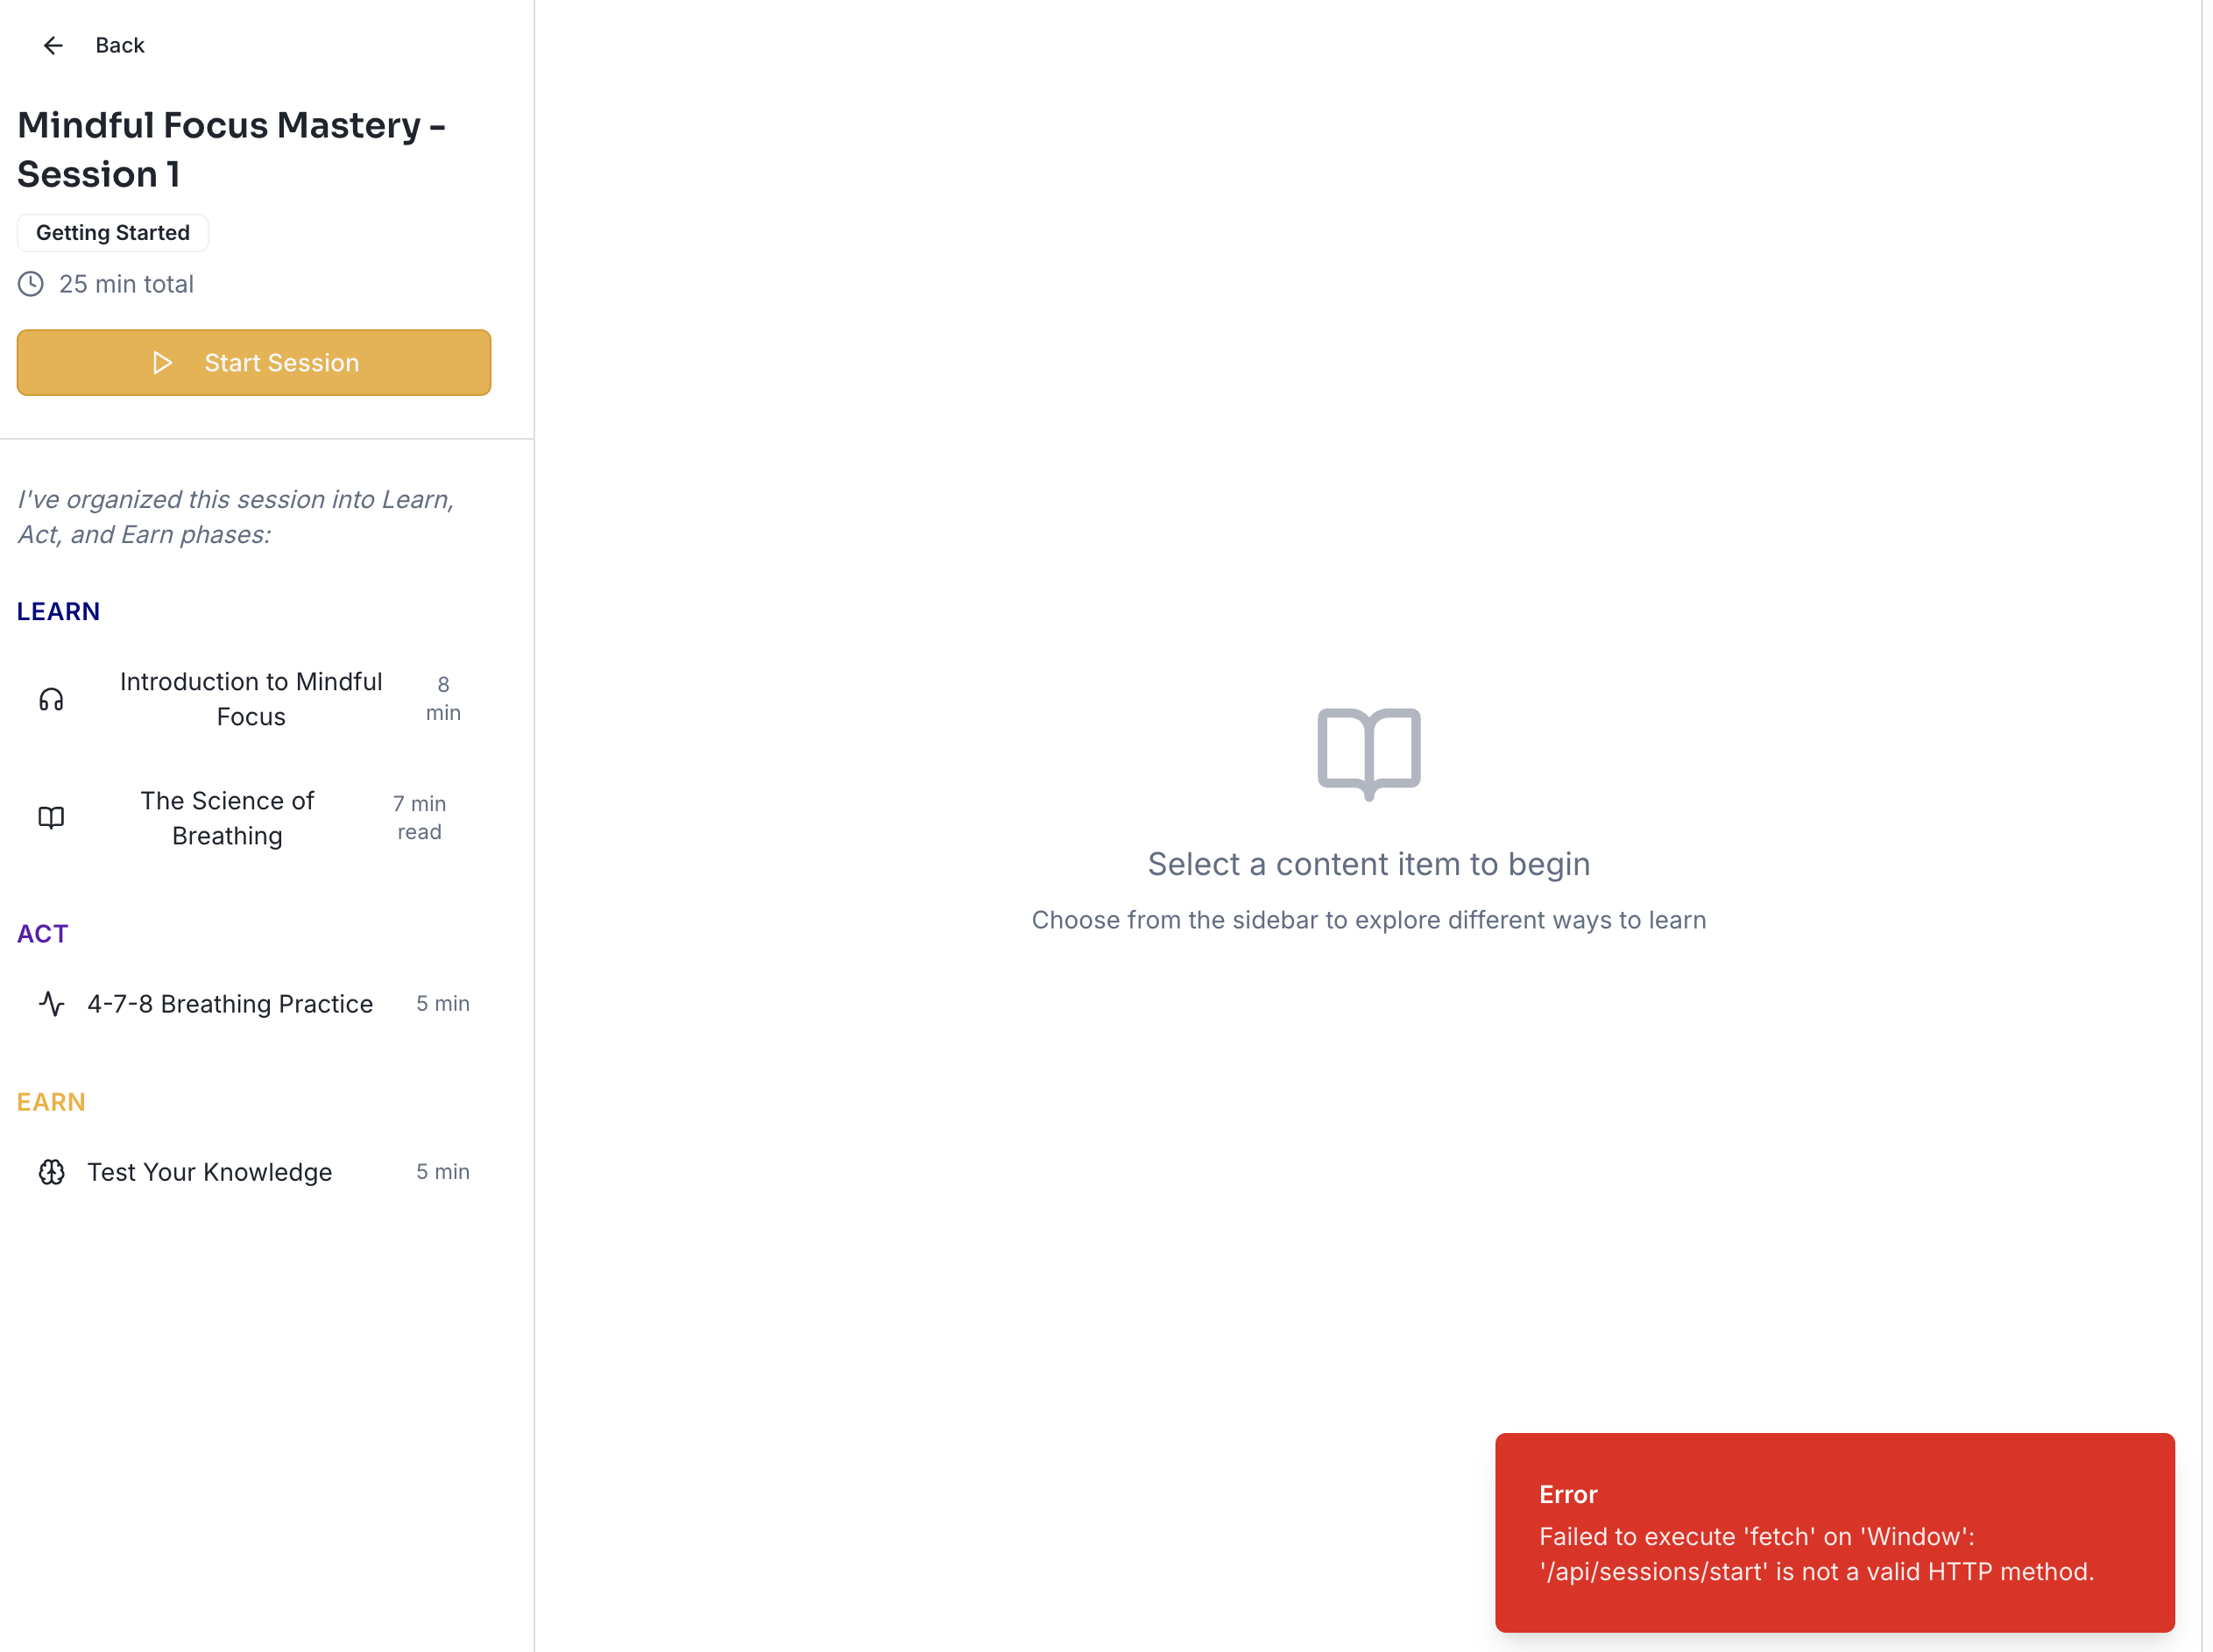 Back
Mindful Focus Mastery -
Session 1
Getting Started
25 min total
Start Session
I've organized this session into Learn,
Act, and Earn phases:
LEARN
Introduction to Mindful
Focus
8
min
The Science of
Breathing
7 min
read
ACT
4-7-8 Breathing Practice
5 min
EARN
Test Your Knowledge
5 min
Select a content item to begin
Choose from the sidebar to explore different ways to learn
Error
Failed to execute 'fetch' on 'Window':
'/api/sessions/start' is not a valid HTTP method.